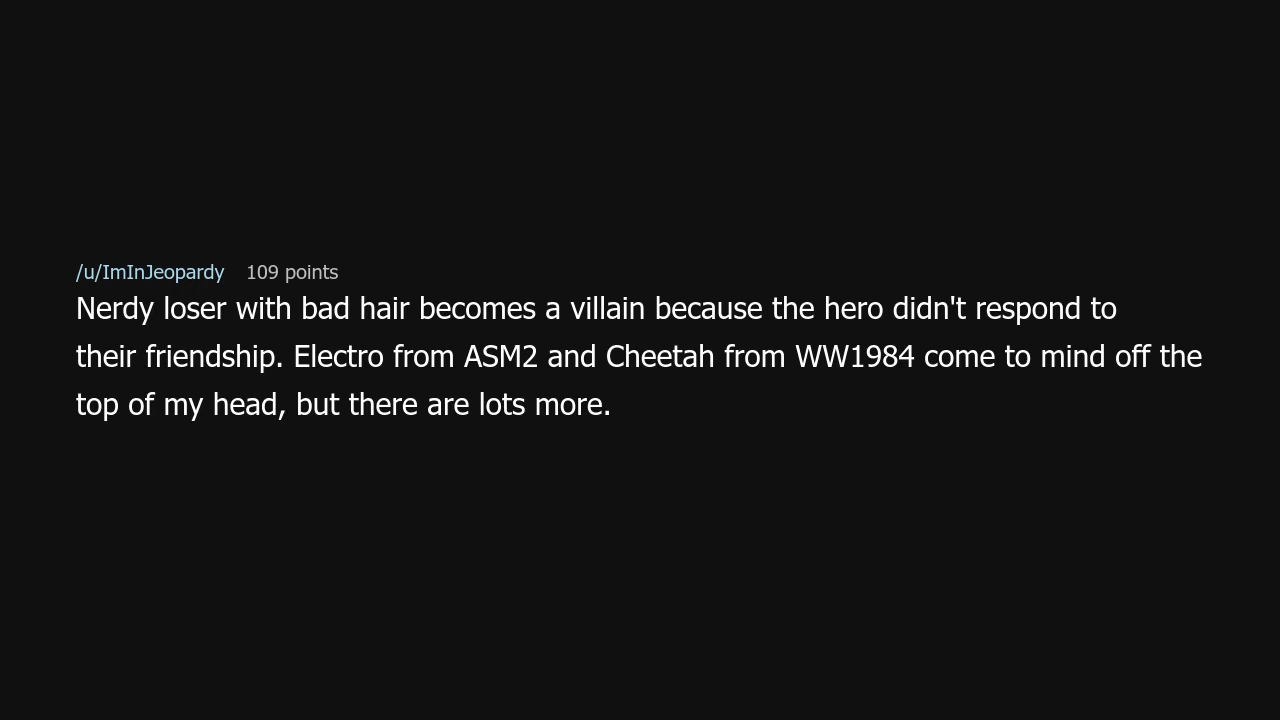 /u/ImInJeopardy 109 points
Nerdy loser with bad hair becomes a villain because the hero didn't respond to
their friendship. Electro from ASM2 and Cheetah from WW1984 come to mind off the
top of my head, but there are lots more.